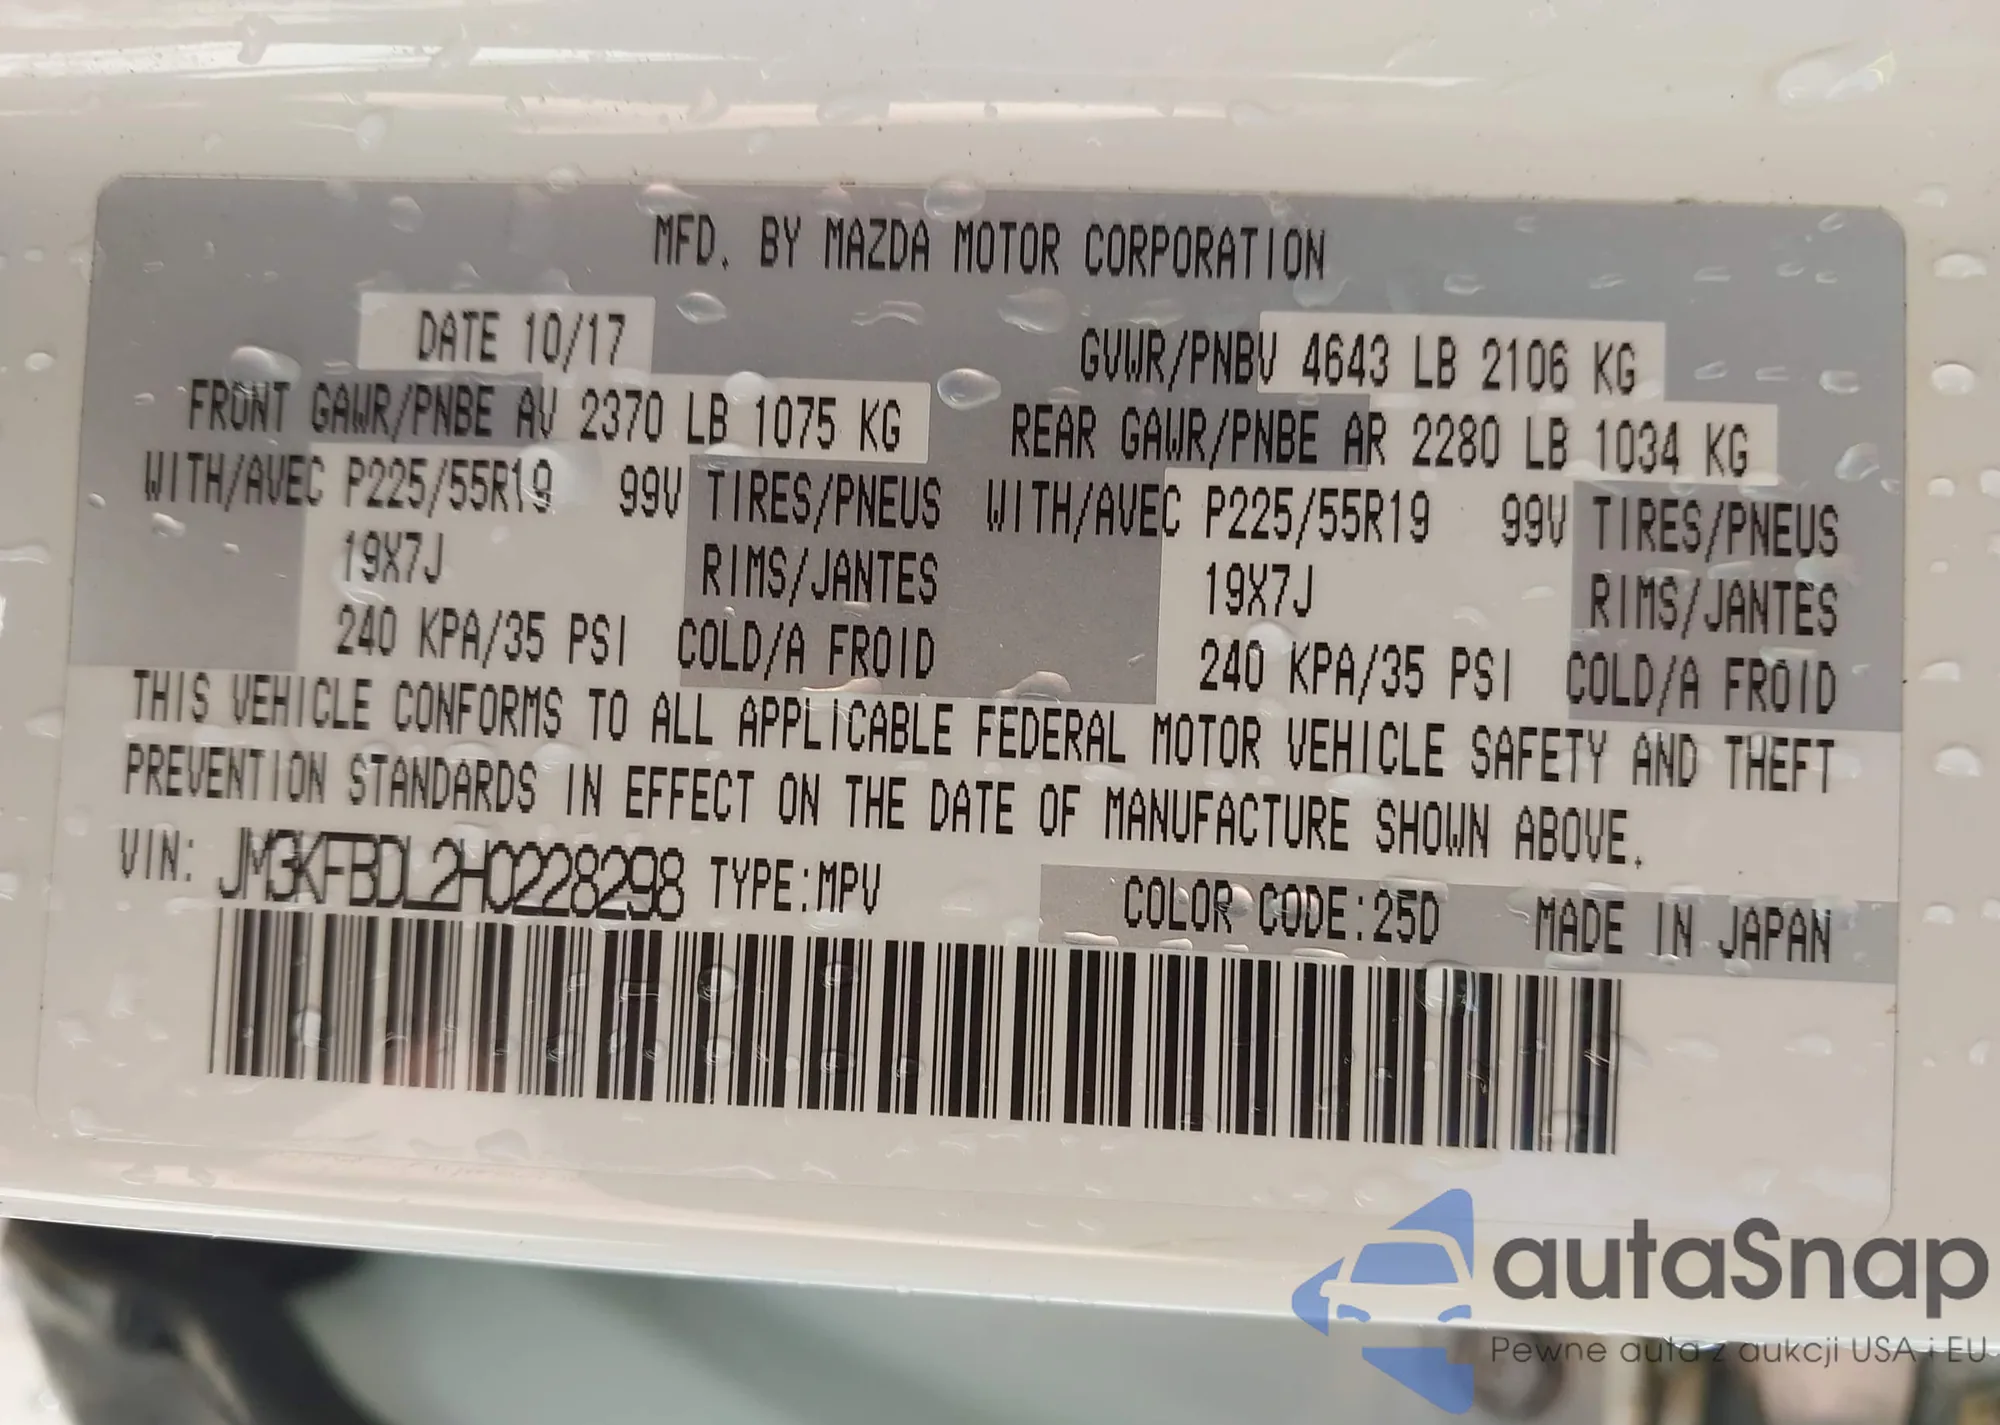 MFD. BY MAZDA MOTOR CORPORATION
DATE 10/17 GVWR/PNBV 4643 LB 2106 KG
FRONT GAWR/PNBE AV 2370 LB 1075 KG REAR GAWR/PNBE AR 2280 LB 1034 KG
WITH/AVEC P225/55R19 99V TIRES/PNEUS WITH/AVEC P225/55R19 99V TIRES/PNEUS
19X7J RIMS/JANTES 19X7J RIMS/JANTES
240 KPA/35 PSI COLD/A FROID 240 KPA/35 PSI COLD/A FROID
THIS VEHICLE CONFORMS TO ALL APPLICABLE FEDERAL MOTOR VEHICLE SAFETY AND THEFT
PREVENTION STANDARDS IN EFFECT ON THE DATE OF MANUFACTURE SHOWN ABOVE.
VIN: JM3KFBDL2H0228298 TYPE:MPV COLOR CODE:25D MADE IN JAPAN
autaSnap
Pewne auta z aukcji USA i EU